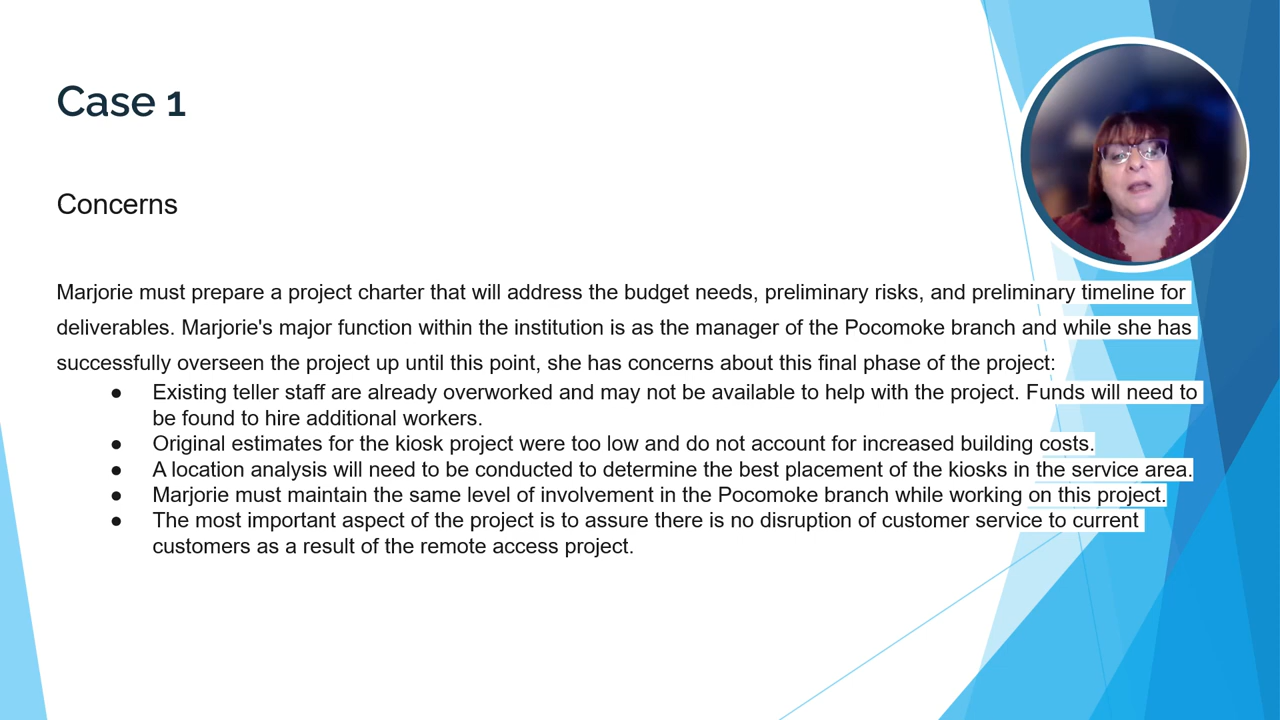 Case 1
Concerns
Marjorie must prepare a project charter that will address the budget needs, preliminary risks, and preliminary timeline for
deliverables. Marjorie's major function within the institution is as the manager of the Pocomoke branch and while she has
successfully overseen the project up until this point, she has concerns about this final phase of the project:
● Existing teller staff are already overworked and may not be available to help with the project. Funds will need to
be found to hire additional workers.
● Original estimates for the kiosk project were too low and do not account for increased building costs.
● A location analysis will need to be conducted to determine the best placement of the kiosks in the service area.
● Marjorie must maintain the same level of involvement in the Pocomoke branch while working on this project.
● The most important aspect of the project is to assure there is no disruption of customer service to current
customers as a result of the remote access project.